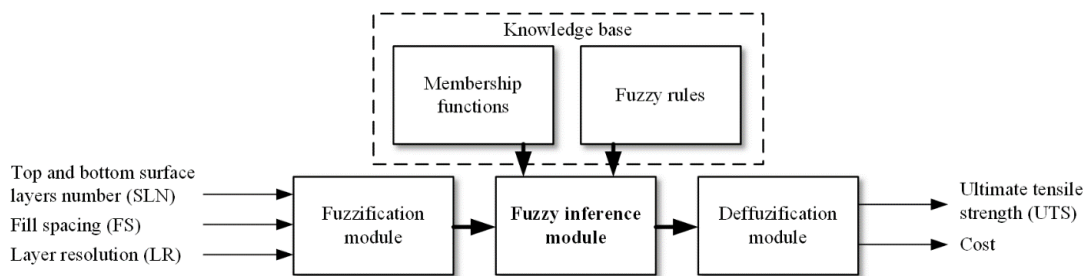 Knowledge base
Membership
functions
Fuzzy rules
Top and bottom surface
layers number (SLN)
Fill spacing (FS)
Layer resolution (LR)
Fuzzification
module
Fuzzy inference
module
Deffuzification
module
Ultimate tensile
strength (UTS)
Cost